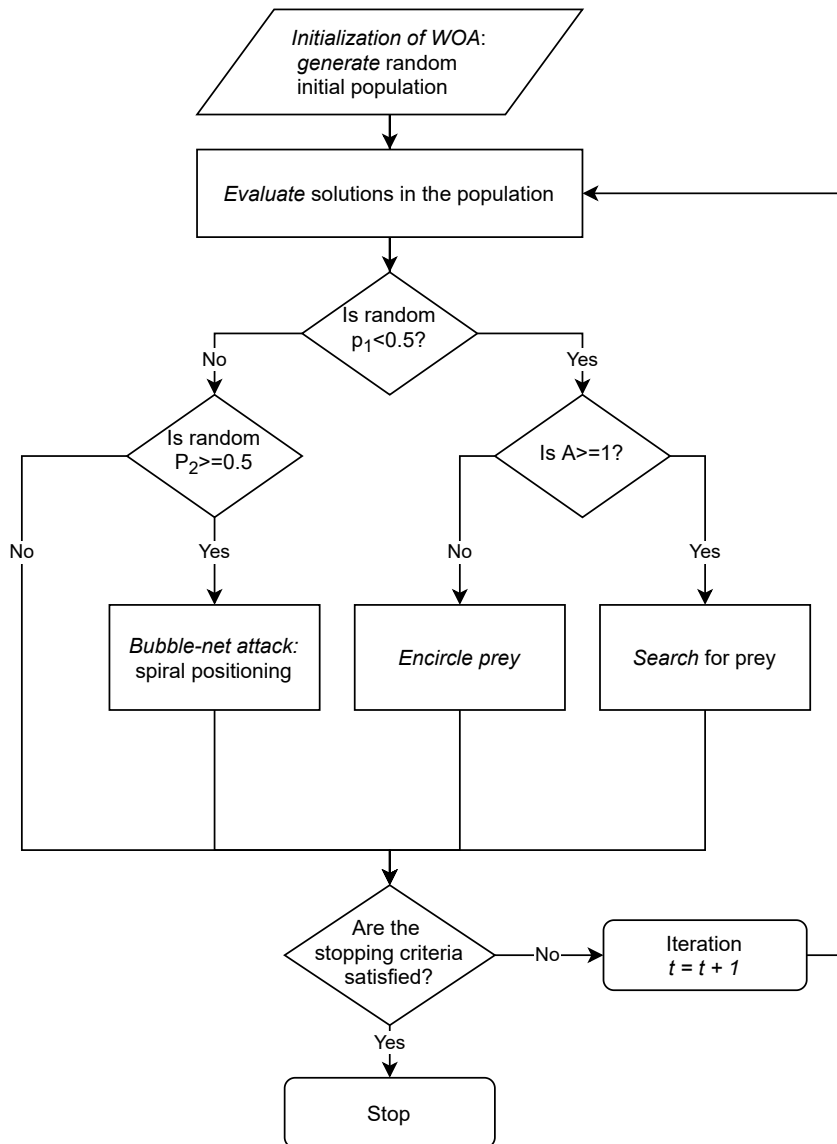 Initialization of WOA:
generate random
initial population
Evaluate solutions in the population
Is random
p₁<0.5?
No
Yes
Is random
P₂>=0.5
Is A>=1?
No
Yes
No
Yes
Bubble-net attack:
spiral positioning
Encircle prey
Search for prey
Are the
stopping criteria
satisfied?
No
Iteration
t = t + 1
Yes
Stop